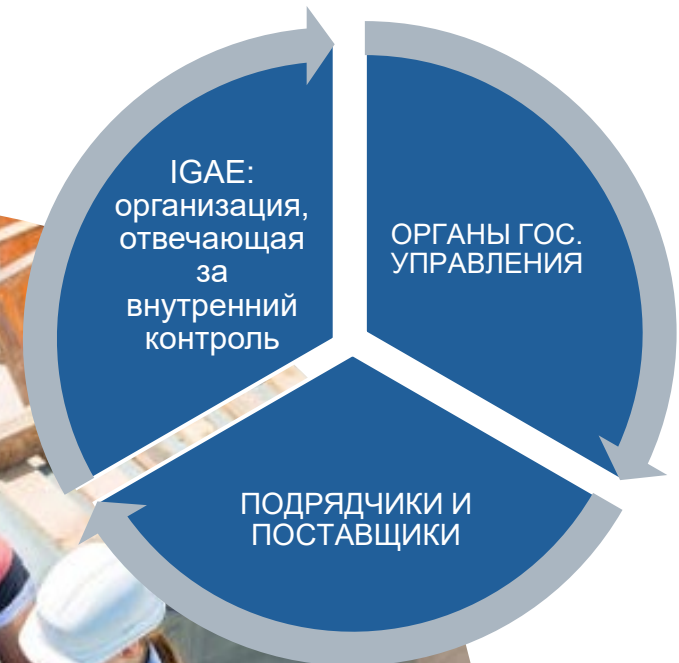 IGAE:
организация,
отвечающая
за
внутренний
контроль
ОРГАНЫ ГОС.
УПРАВЛЕНИЯ
ПОДРЯДЧИКИ И
ПОСТАВЩИКИ